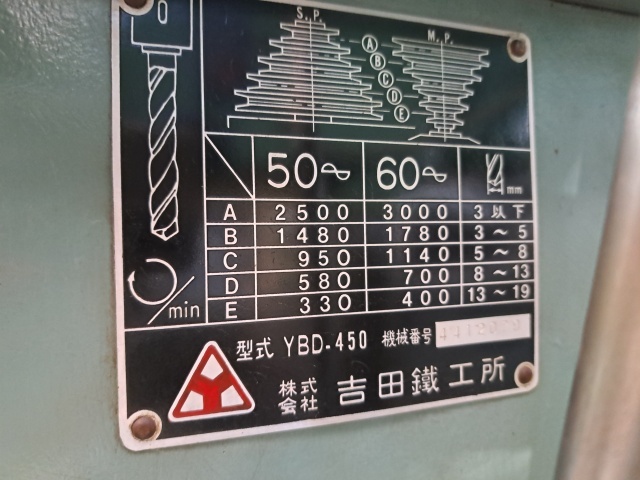 S.P. M.P.
A
B
C
D
E
50～ 60～ mm
A 2500 3000 3以下
B 1480 1780 3～5
C 950 1140 5～8
D 580 700 8～13
E 330 400 13～19
/min
型式 YBD-450 機械番号
株式会社 吉田鐵工所